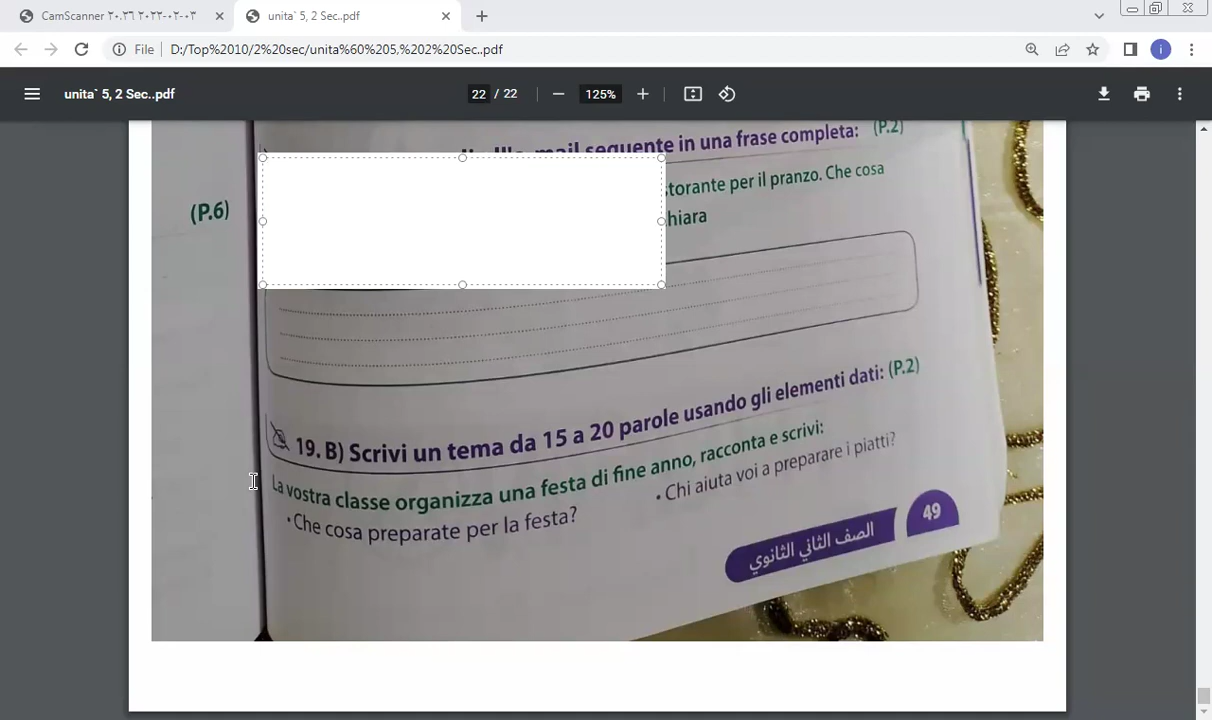 CamScanner ٢٠.٣٦ ٢٠٢٢-٠٢-٠٣
unita` 5, 2 Sec..pdf
File
D:/Top%2010/2%20sec/unita%60%205,%202%20Sec..pdf
i
unita` 5, 2 Sec..pdf
22 / 22
125%
mail seguente in una frase completa: (P.2)
storante per il pranzo. Che cosa
hiara
(P.6)
19. B) Scrivi un tema da 15 a 20 parole usando gli elementi dati: (P.2)
La vostra classe organizza una festa di fine anno, racconta e scrivi:
• Che cosa preparate per la festa?
• Chi aiuta voi a preparare i piatti?
49
الصف الثاني الثانوي